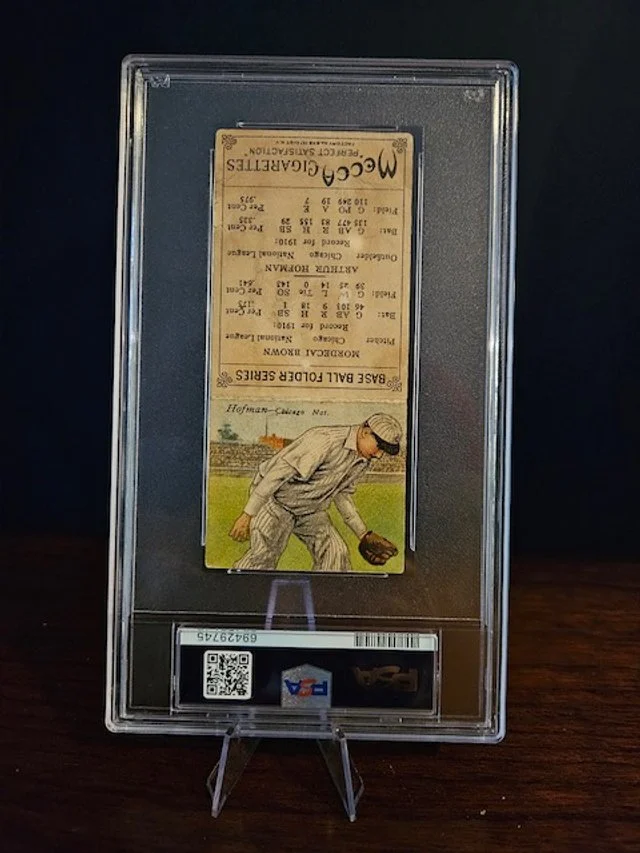 BASE BALL FOLDER SERIES
MORDECAI BROWN
Pitcher Chicago National League
Record for 1910:
Bat: G AB R H SB Per Cent
46 103 9 18 1 .175
Field: G W L Tie SO Per Cent
39 25 14 0 143 .641
ARTHUR HOFMAN
Outfielder Chicago National League
Record for 1910:
Bat: G AB R H SB Per Cent
135 477 83 155 29 .325
Field: G PO A E Per Cent
110 249 19 7 .975
MECCA CIGARETTES
"PERFECT SATISFACTION"
Hofman—Chicago Nat.
69429745
PSA
PSA